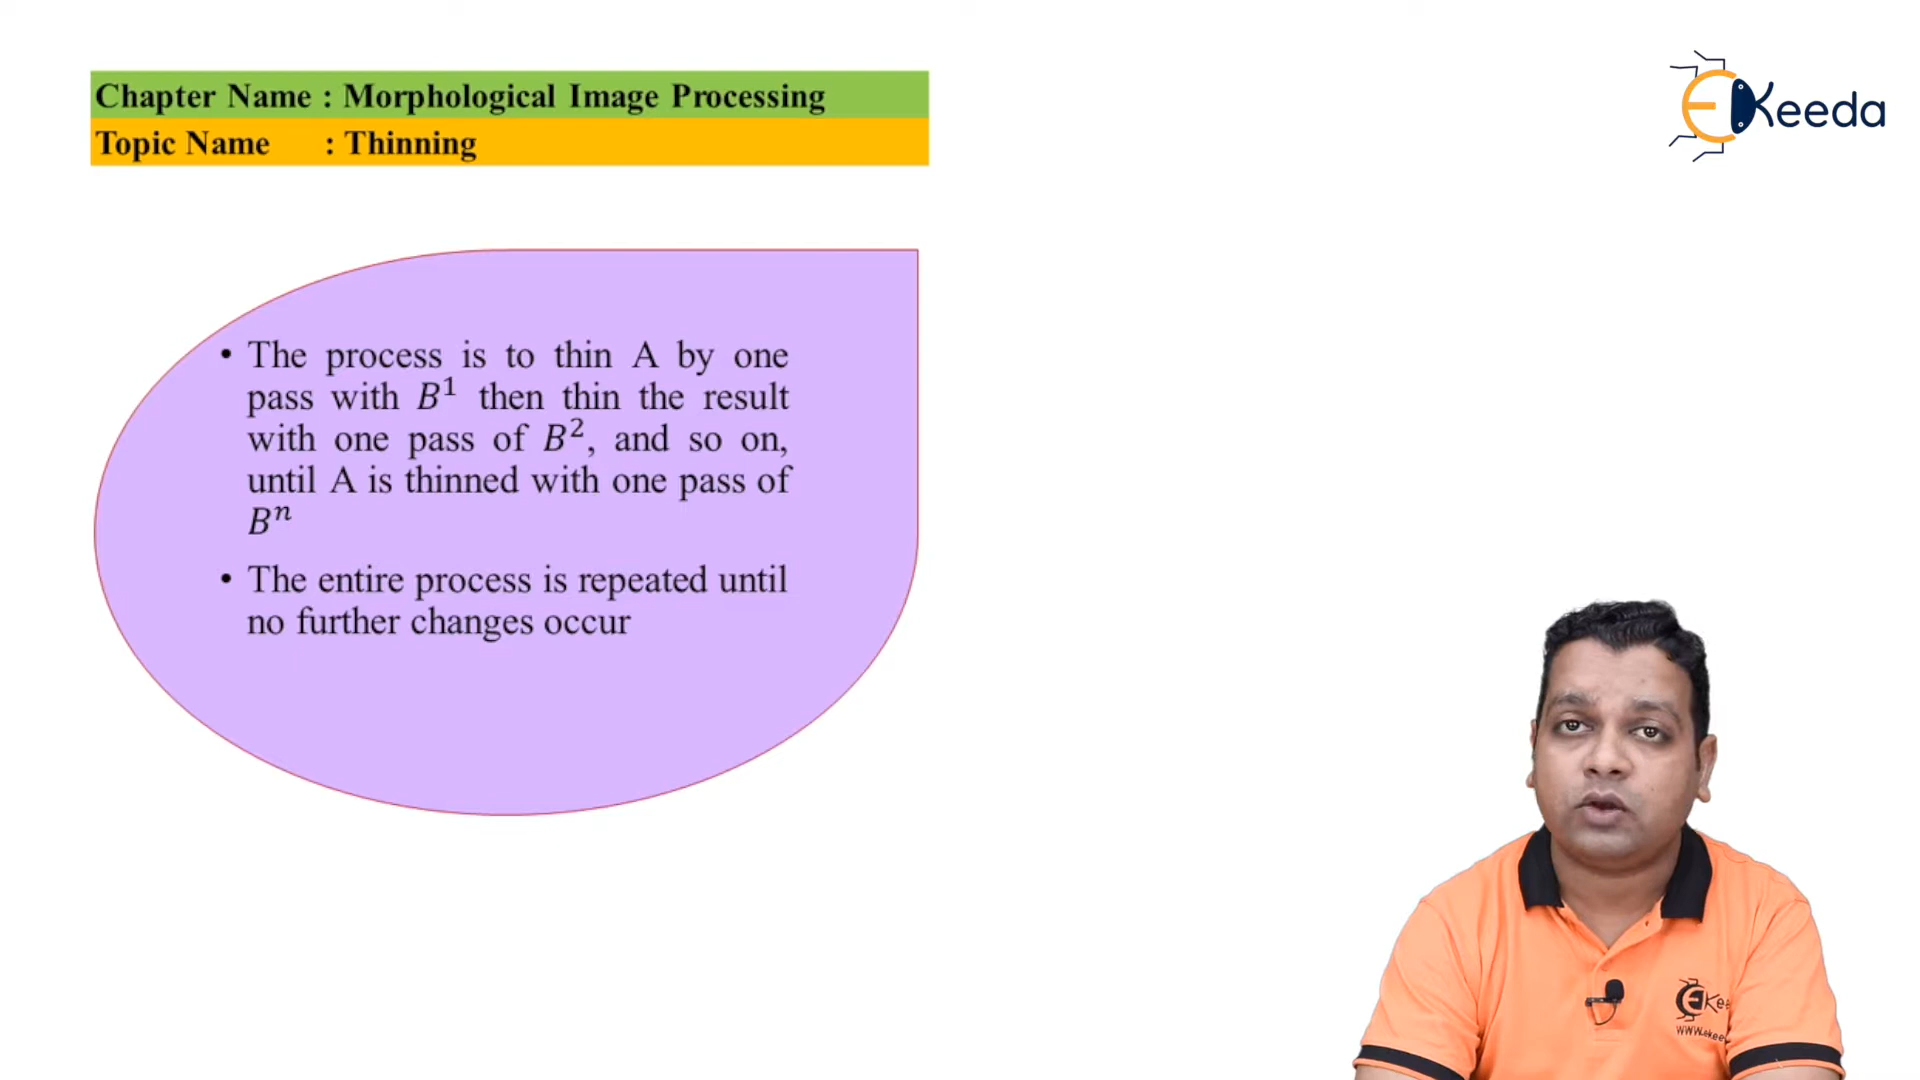 Chapter Name : Morphological Image Processing
Topic Name : Thinning
Keeda
• The process is to thin A by one
pass with B¹ then thin the result
with one pass of B², and so on,
until A is thinned with one pass of
Bⁿ
• The entire process is repeated until
no further changes occur